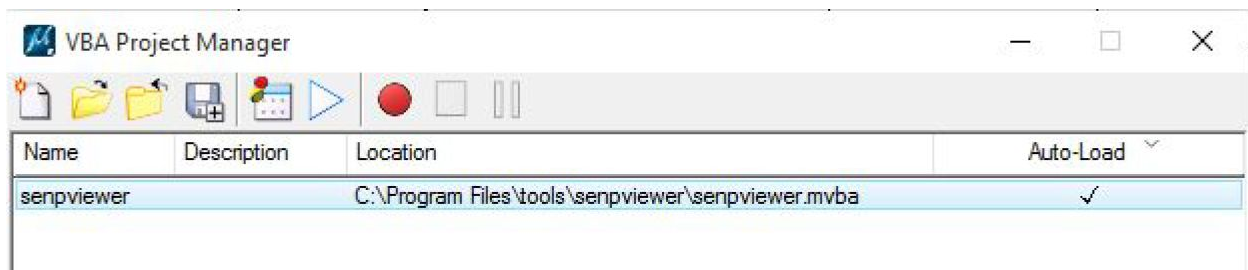 VBA Project Manager
Name Description Location Auto-Load
senpviewer C:\Program Files\tools\senpviewer\senpviewer.mvba ✓